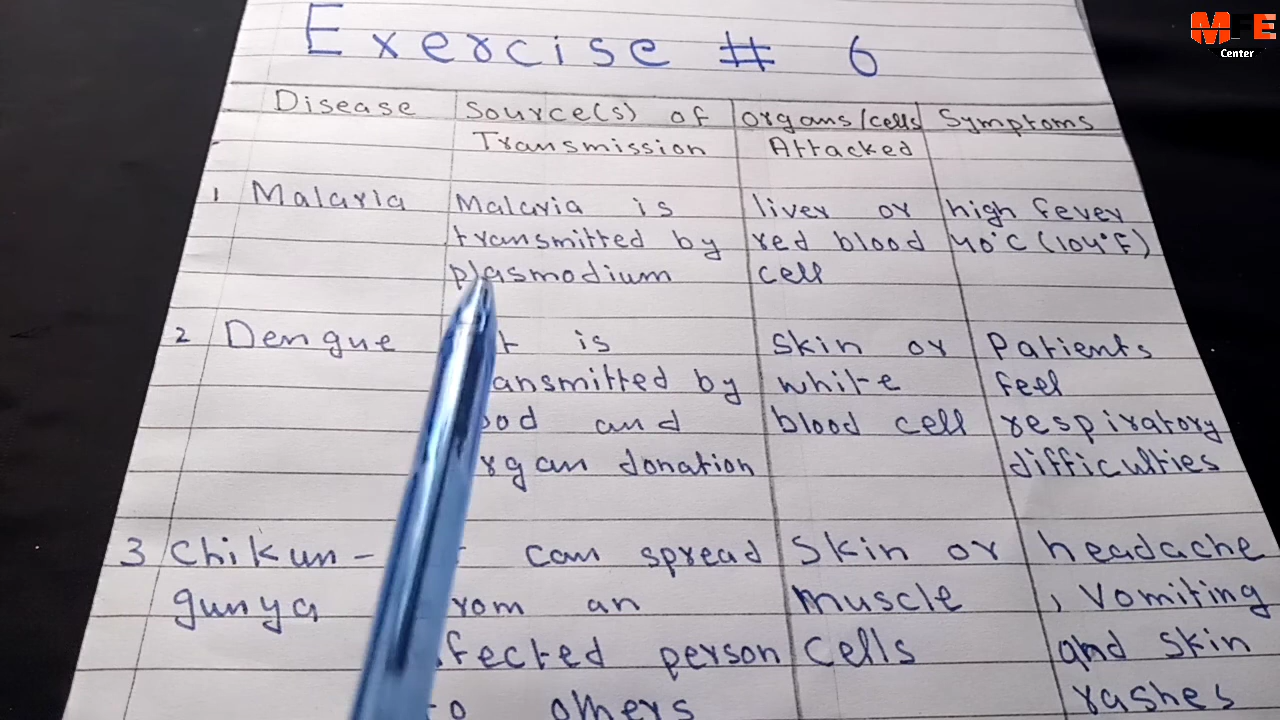 MFE
Center
Exercise # 6
Disease Source(s) of Organs/cells Symptoms
Transmission Attacked
1 Malaria Malaria is liver or high fever
transmitted by red blood 40°C (104°F)
plasmodium cell
2 Dengue is Skin or Patients
ansmitted by white feel
ood and blood cell respiratory
rgan donation difficulties
3 Chikun- can spread Skin or headache
gunya rom an muscle , vomiting
fected person cells and skin
o others rashes